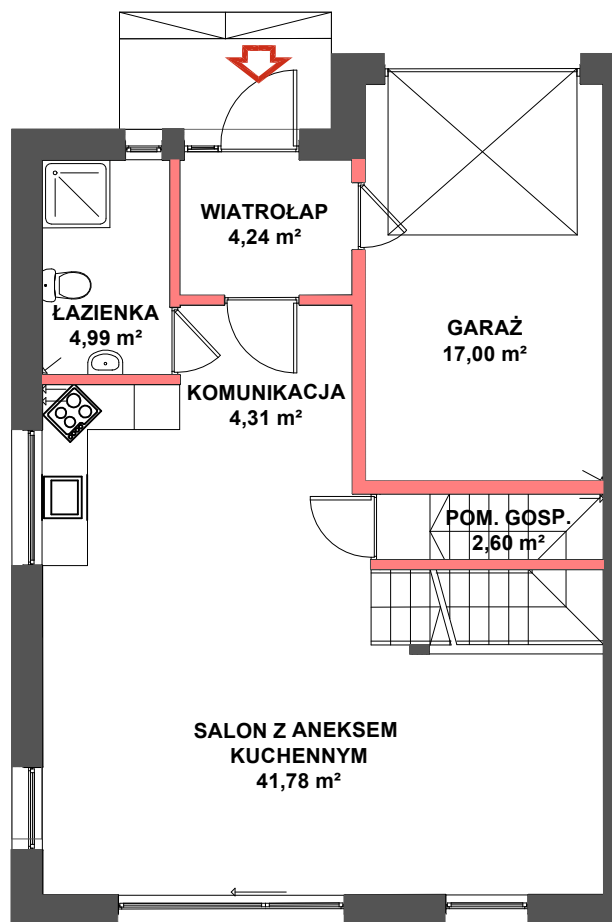 WIATROŁAP
4,24 m²
ŁAZIENKA
4,99 m²
GARAŻ
17,00 m²
KOMUNIKACJA
4,31 m²
POM. GOSP.
2,60 m²
SALON Z ANEKSEM
KUCHENNYM
41,78 m²